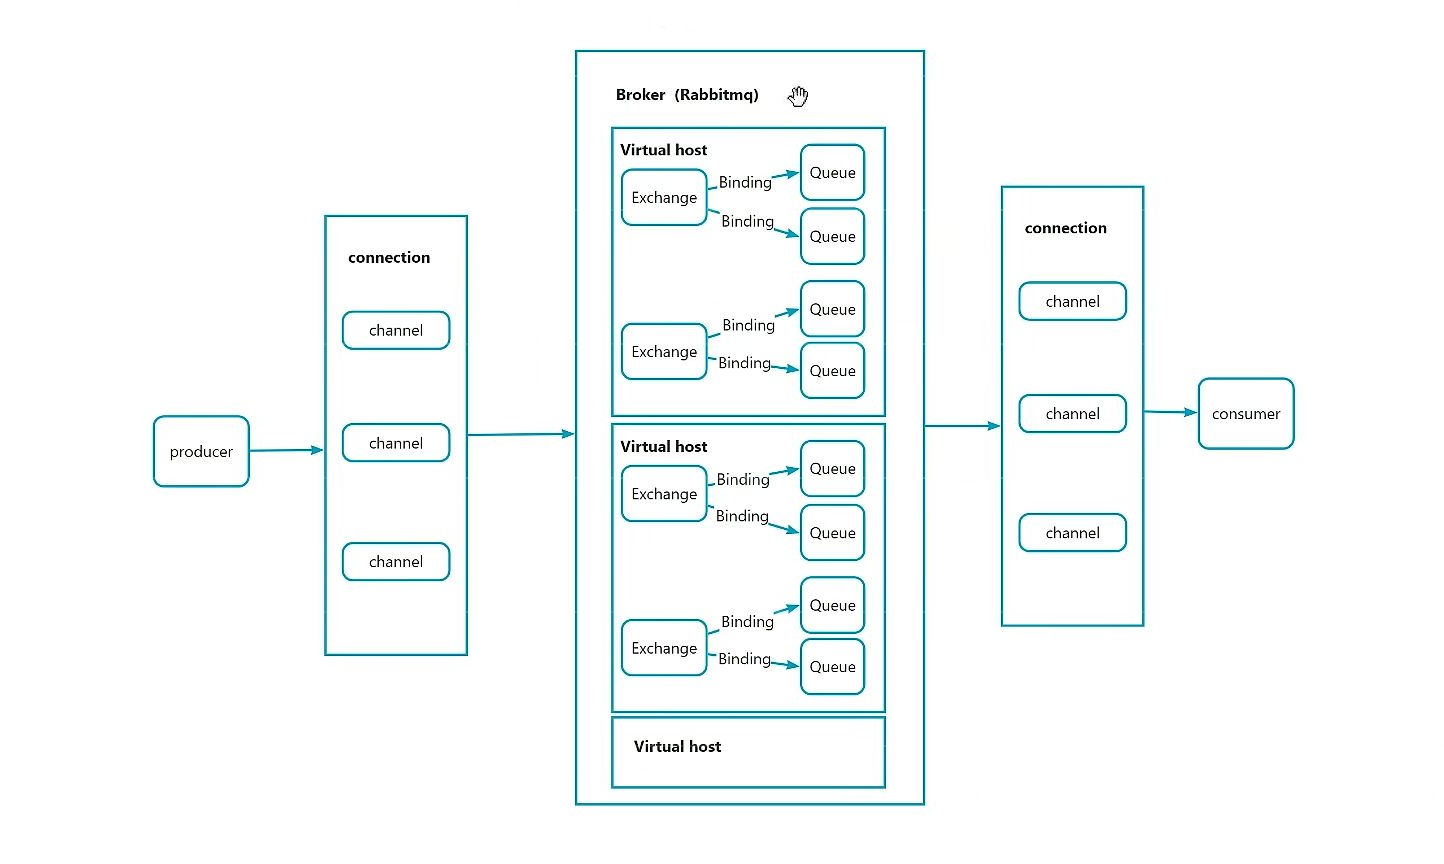 producer
connection
channel
channel
channel
Broker (Rabbitmq)
Virtual host
Exchange
Binding
Queue
Binding
Queue
Exchange
Binding
Queue
Binding
Queue
Virtual host
Exchange
Binding
Queue
Binding
Queue
Exchange
Binding
Queue
Binding
Queue
Virtual host
connection
channel
channel
channel
consumer